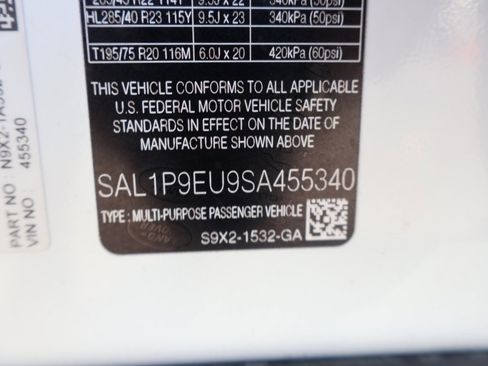 HL285/40 R23 115Y 9.5J x 23 340kPa (50psi)
T195/75 R20 116M 6.0J x 20 420kPa (60psi)
THIS VEHICLE CONFORMS TO ALL APPLICABLE
U.S. FEDERAL MOTOR VEHICLE SAFETY
STANDARDS IN EFFECT ON THE DATE OF
MANUFACTURE SHOWN ABOVE
SAL1P9EU9SA455340
TYPE: MULTI-PURPOSE PASSENGER VEHICLE
S9X2-1532-GA
PART NO
VIN NO : 455340